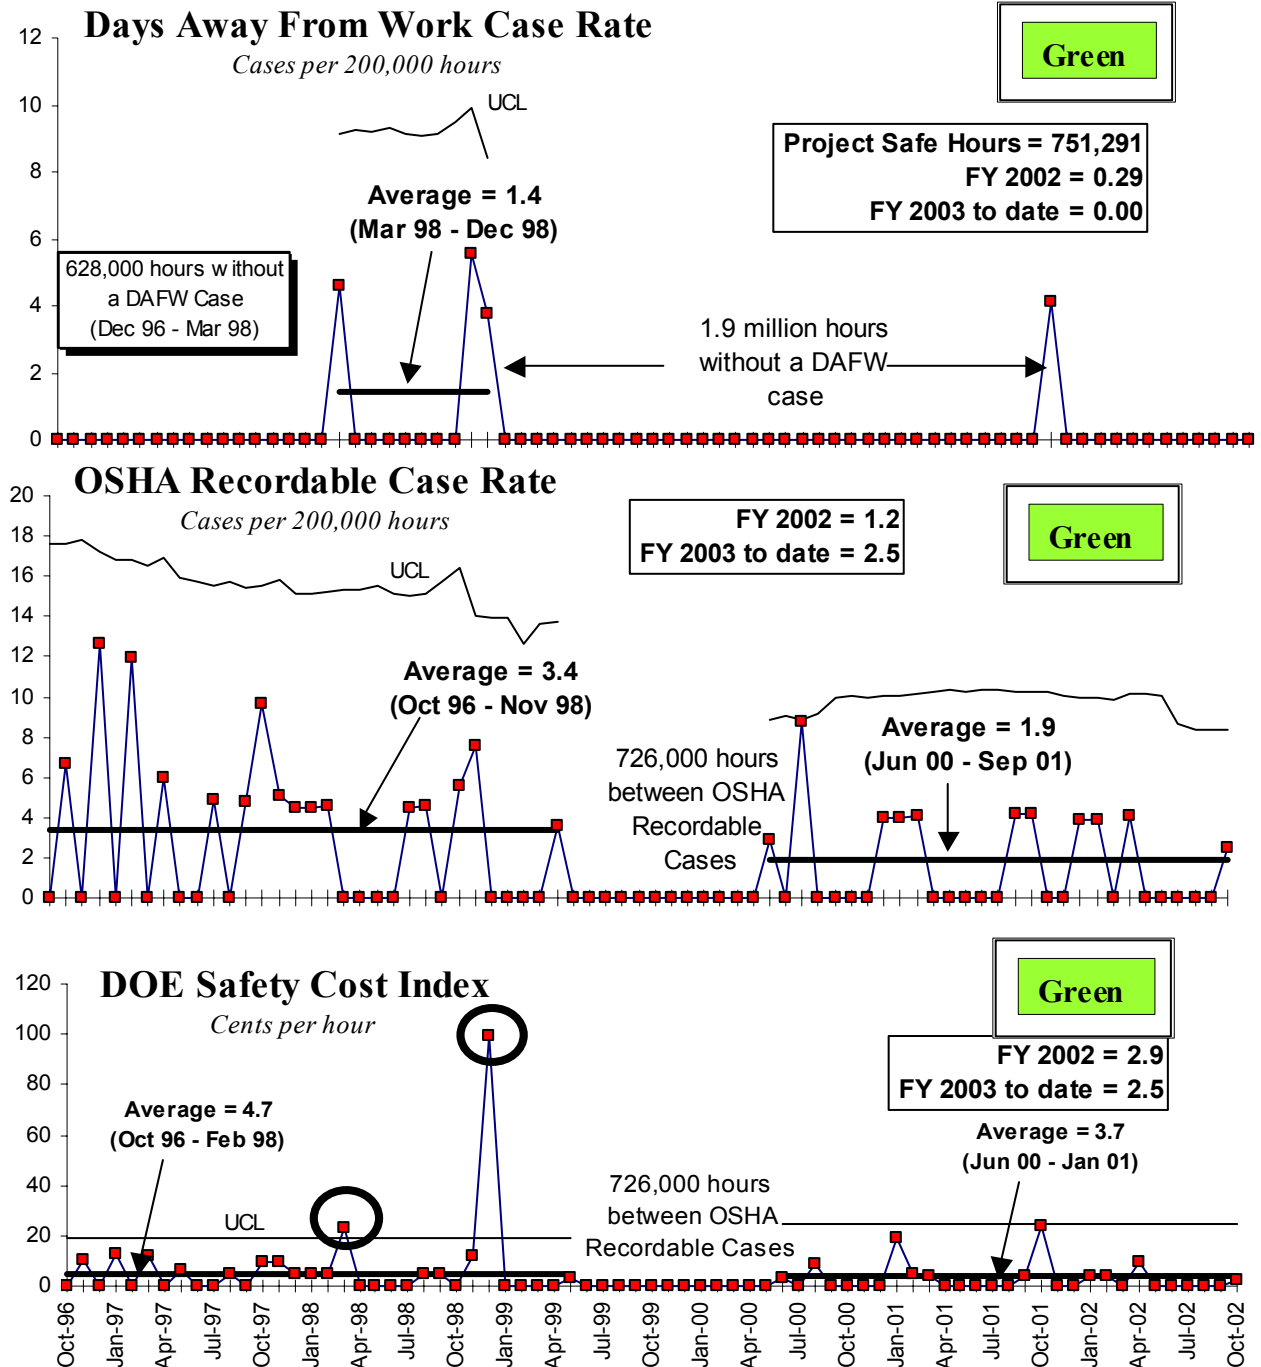 Days Away From Work Case Rate
Cases per 200,000 hours
Green
12
10
8
6
4
2
0
UCL
Project Safe Hours = 751,291
FY 2002 = 0.29
FY 2003 to date = 0.00
Average = 1.4
(Mar 98 - Dec 98)
628,000 hours without
a DAFW Case
(Dec 96 - Mar 98)
1.9 million hours
without a DAFW
case
OSHA Recordable Case Rate
Cases per 200,000 hours
Green
20
18
16
14
12
10
8
6
4
2
0
FY 2002 = 1.2
FY 2003 to date = 2.5
UCL
Average = 3.4
(Oct 96 - Nov 98)
726,000 hours
between OSHA
Recordable
Cases
Average = 1.9
(Jun 00 - Sep 01)
DOE Safety Cost Index
Cents per hour
Green
120
100
80
60
40
20
0
FY 2002 = 2.9
FY 2003 to date = 2.5
Average = 4.7
(Oct 96 - Feb 98)
UCL
726,000 hours
between OSHA
Recordable Cases
Average = 3.7
(Jun 00 - Jan 01)
Oct-96
Jan-97
Apr-97
Jul-97
Oct-97
Jan-98
Apr-98
Jul-98
Oct-98
Jan-99
Apr-99
Jul-99
Oct-99
Jan-00
Apr-00
Jul-00
Oct-00
Jan-01
Apr-01
Jul-01
Oct-01
Jan-02
Apr-02
Jul-02
Oct-02